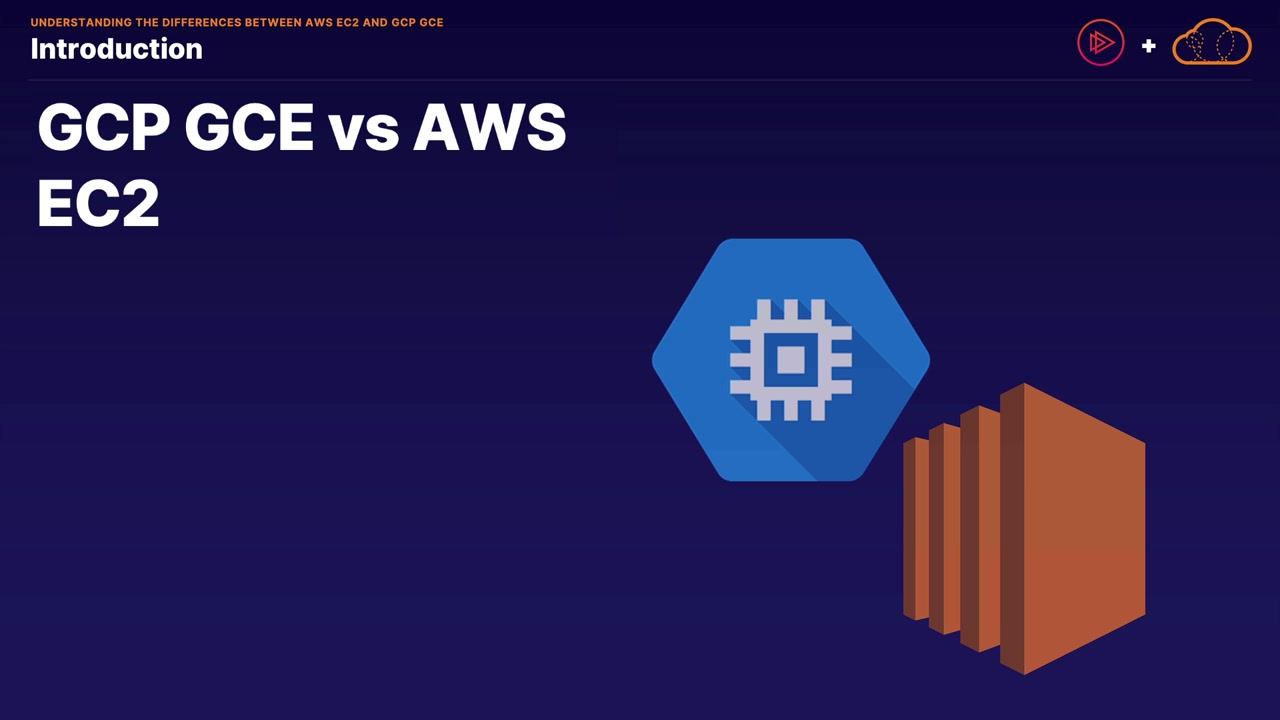 UNDERSTANDING THE DIFFERENCES BETWEEN AWS EC2 AND GCP GCE
Introduction
+
GCP GCE vs AWS
EC2